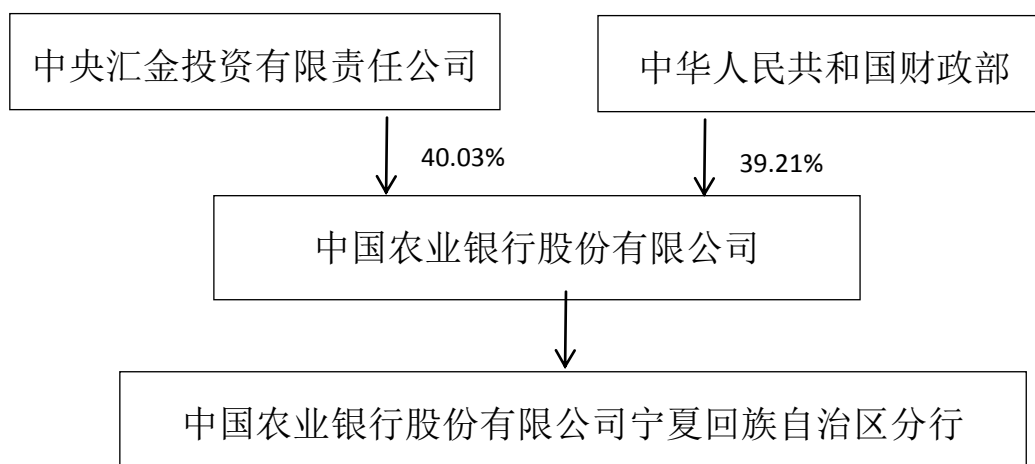 中央汇金投资有限责任公司
中华人民共和国财政部
40.03%
39.21%
中国农业银行股份有限公司
中国农业银行股份有限公司宁夏回族自治区分行